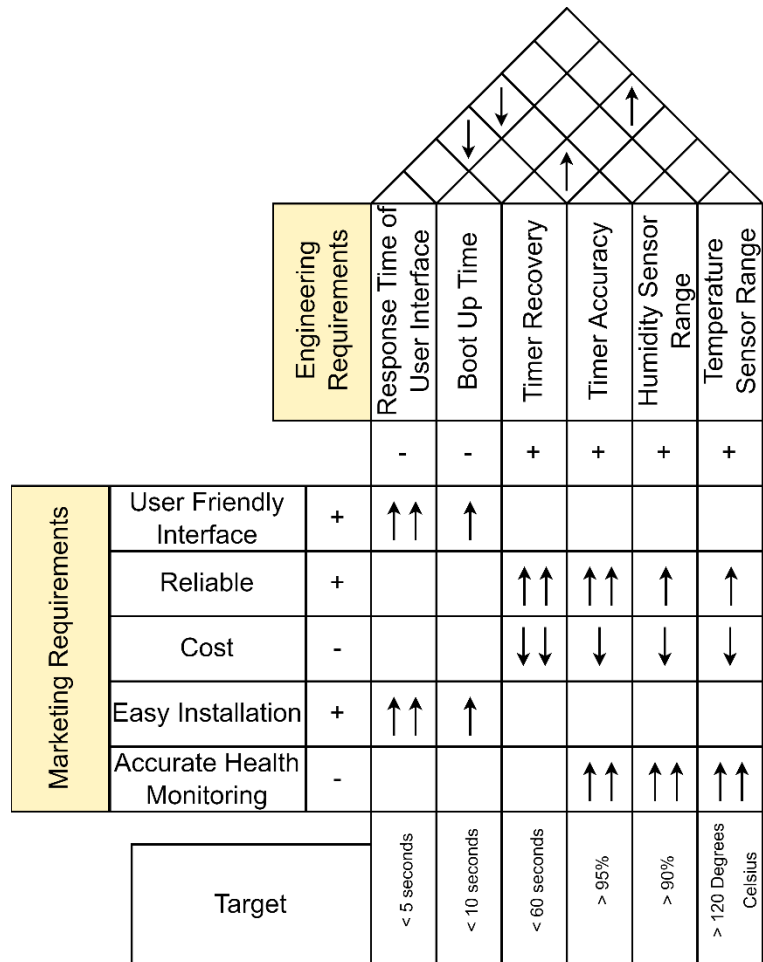 Engineering
Requirements
Response Time of
User Interface
Boot Up Time
Timer Recovery
Timer Accuracy
Humidity Sensor
Range
Temperature
Sensor Range
- - + + + +
Marketing Requirements
User Friendly
Interface
+
↑↑ ↑
Reliable
+
↑↑ ↑↑ ↑ ↑
Cost
-
↓↓ ↓ ↓ ↓
Easy Installation
+
↑↑ ↑
Accurate Health
Monitoring
-
↑↑ ↑↑ ↑↑
Target
< 5 seconds
< 10 seconds
< 60 seconds
> 95%
> 90%
> 120 Degrees
Celsius